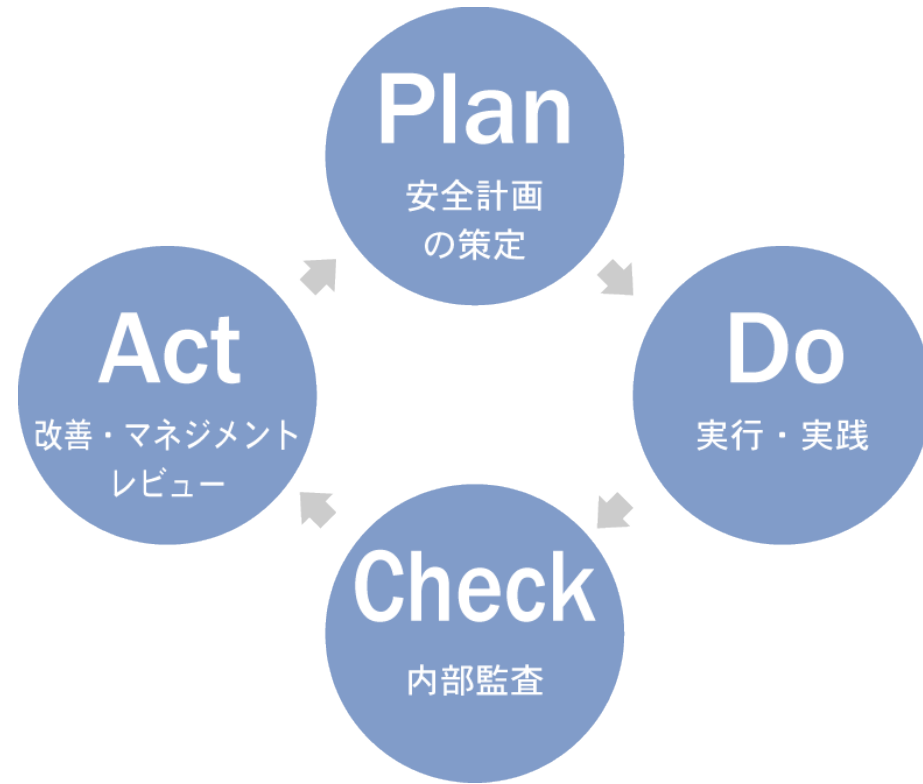 Plan
安全計画
の策定
Do
実行・実践
Check
内部監査
Act
改善・マネジメント
レビュー